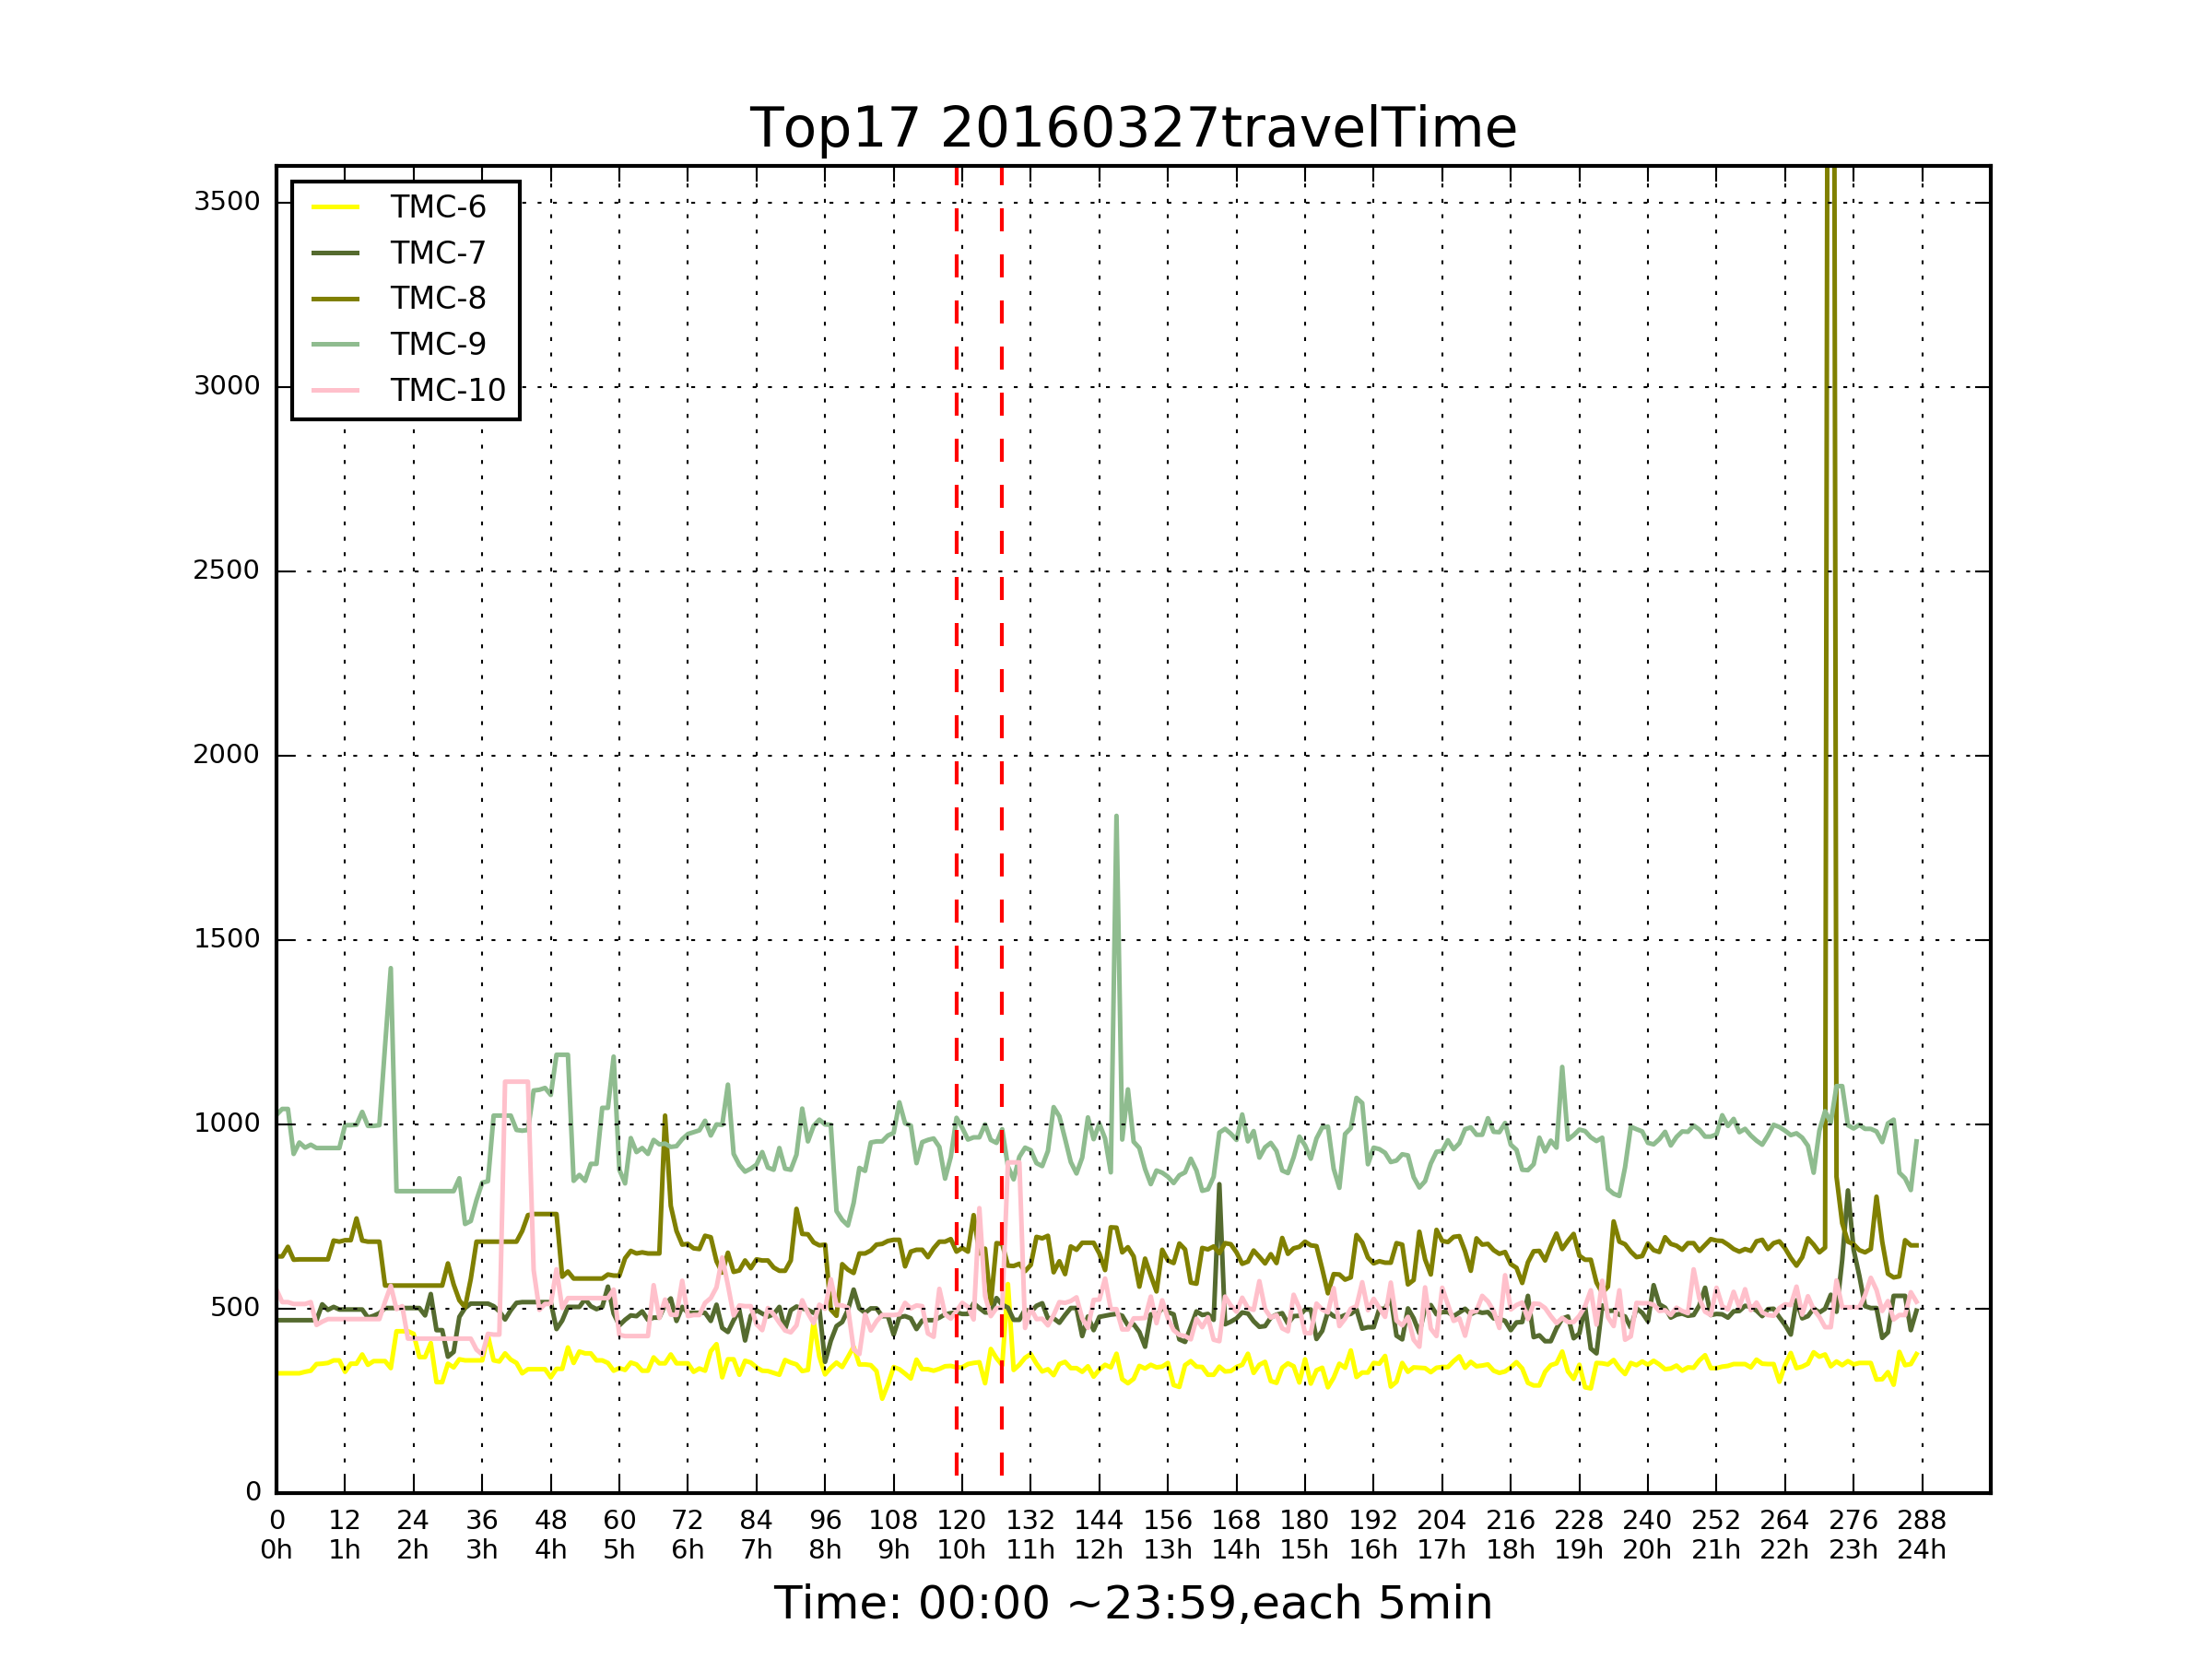 Top17 20160327travelTime
TMC-6
TMC-7
TMC-8
TMC-9
TMC-10
3500
3000
2500
2000
1500
1000
500
0
0 12 24 36 48 60 72 84 96 108 120 132 144 156 168 180 192 204 216 228 240 252 264 276 288
0h 1h 2h 3h 4h 5h 6h 7h 8h 9h 10h 11h 12h 13h 14h 15h 16h 17h 18h 19h 20h 21h 22h 23h 24h
Time: 00:00 ~23:59,each 5min